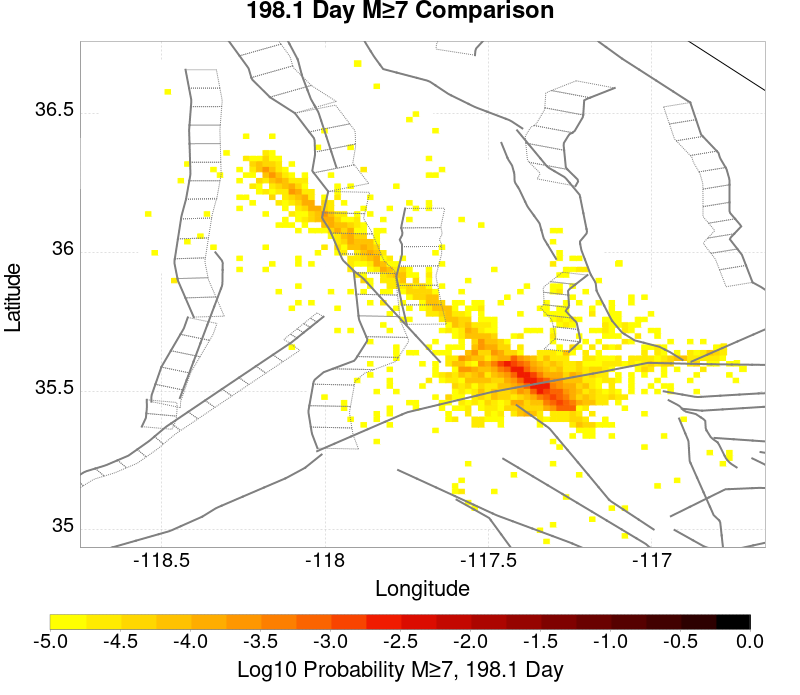 198.1 Day M≥7 Comparison
36.5
36
35.5
35
Latitude
-118.5 -118 -117.5 -117
Longitude
-5.0 -4.5 -4.0 -3.5 -3.0 -2.5 -2.0 -1.5 -1.0 -0.5 0.0
Log10 Probability M≥7, 198.1 Day